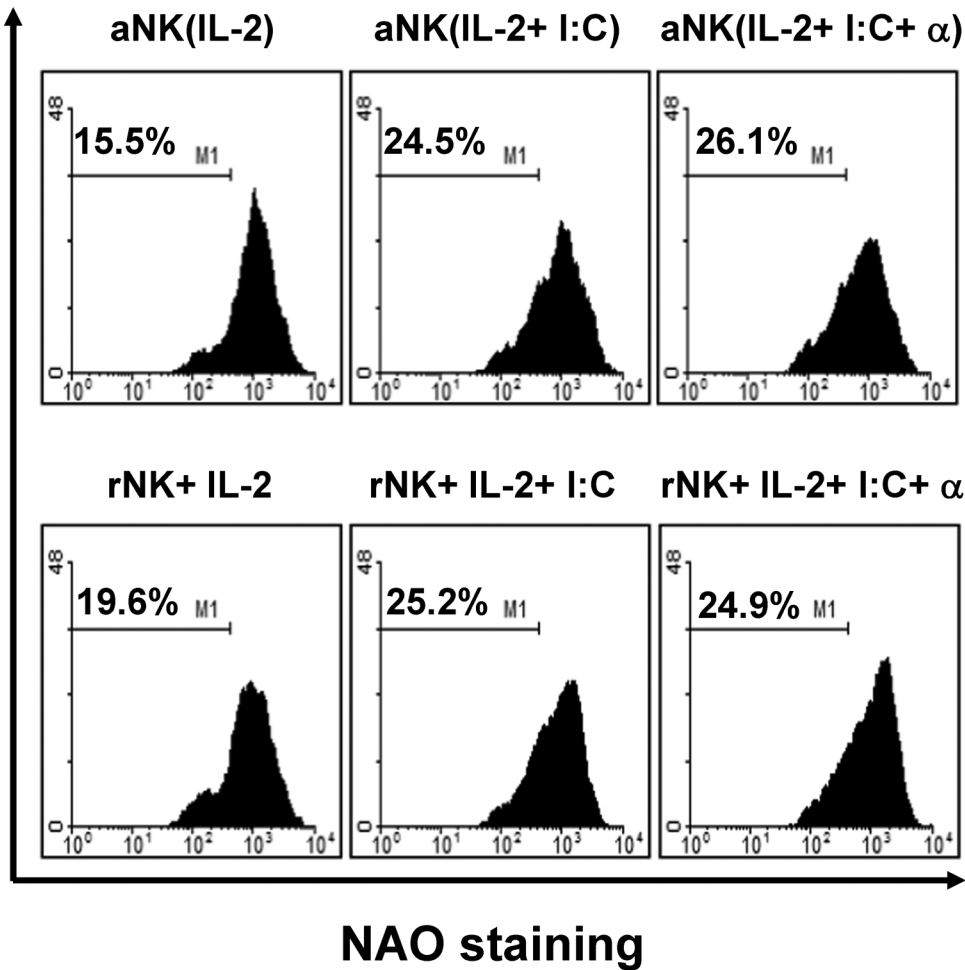 aNK(IL-2) aNK(IL-2+ I:C) aNK(IL-2+ I:C+ α)
48 48 48
15.5% M1 24.5% M1 26.1% M1
0 0 0
10⁰ 10¹ 10² 10³ 10⁴ 10⁰ 10¹ 10² 10³ 10⁴ 10⁰ 10¹ 10² 10³ 10⁴
rNK+ IL-2 rNK+ IL-2+ I:C rNK+ IL-2+ I:C+ α
48 48 48
19.6% M1 25.2% M1 24.9% M1
0 0 0
10⁰ 10¹ 10² 10³ 10⁴ 10⁰ 10¹ 10² 10³ 10⁴ 10⁰ 10¹ 10² 10³ 10⁴
NAO staining